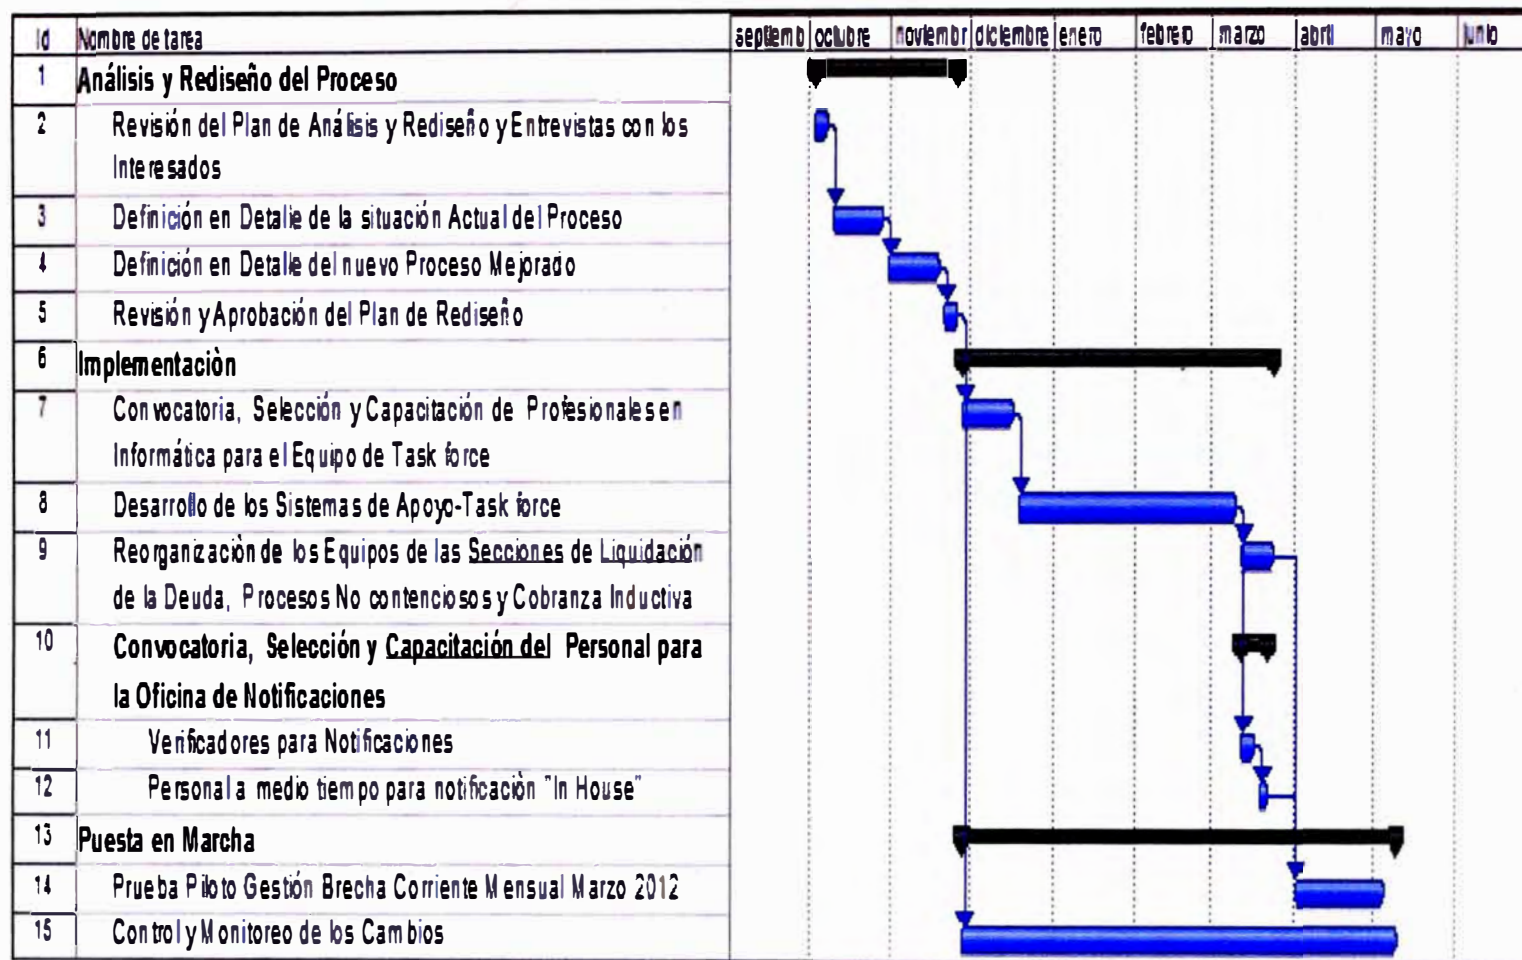 Id Nombre de tarea septiemb octubre noviembr diciembre enero febrero marzo abril mayo junio
1 Análisis y Rediseño del Proceso
2 Revisión del Plan de Análisis y Rediseño y Entrevistas con los
Interesados
3 Definición en Detalle de la situación Actual del Proceso
4 Definición en Detalle del nuevo Proceso Mejorado
5 Revisión y Aprobación del Plan de Rediseño
6 Implementaciòn
7 Convocatoria, Selección y Capacitación de Profesionales en
Informática para el Equipo de Task force
8 Desarrollo de los Sistemas de Apoyo-Task force
9 Reorganizaciòn de los Equipos de las Secciones de Liquidación
de la Deuda, Procesos No contenciosos y Cobranza Inductiva
10 Convocatoria, Selección y Capacitación del Personal para
la Oficina de Notificaciones
11 Verificadores para Notificaciones
12 Personal a medio tiempo para notificaciòn "In House"
13 Puesta en Marcha
14 Prueba Piloto Gestión Brecha Corriente Mensual Marzo 2012
15 Control y Monitoreo de los Cambios